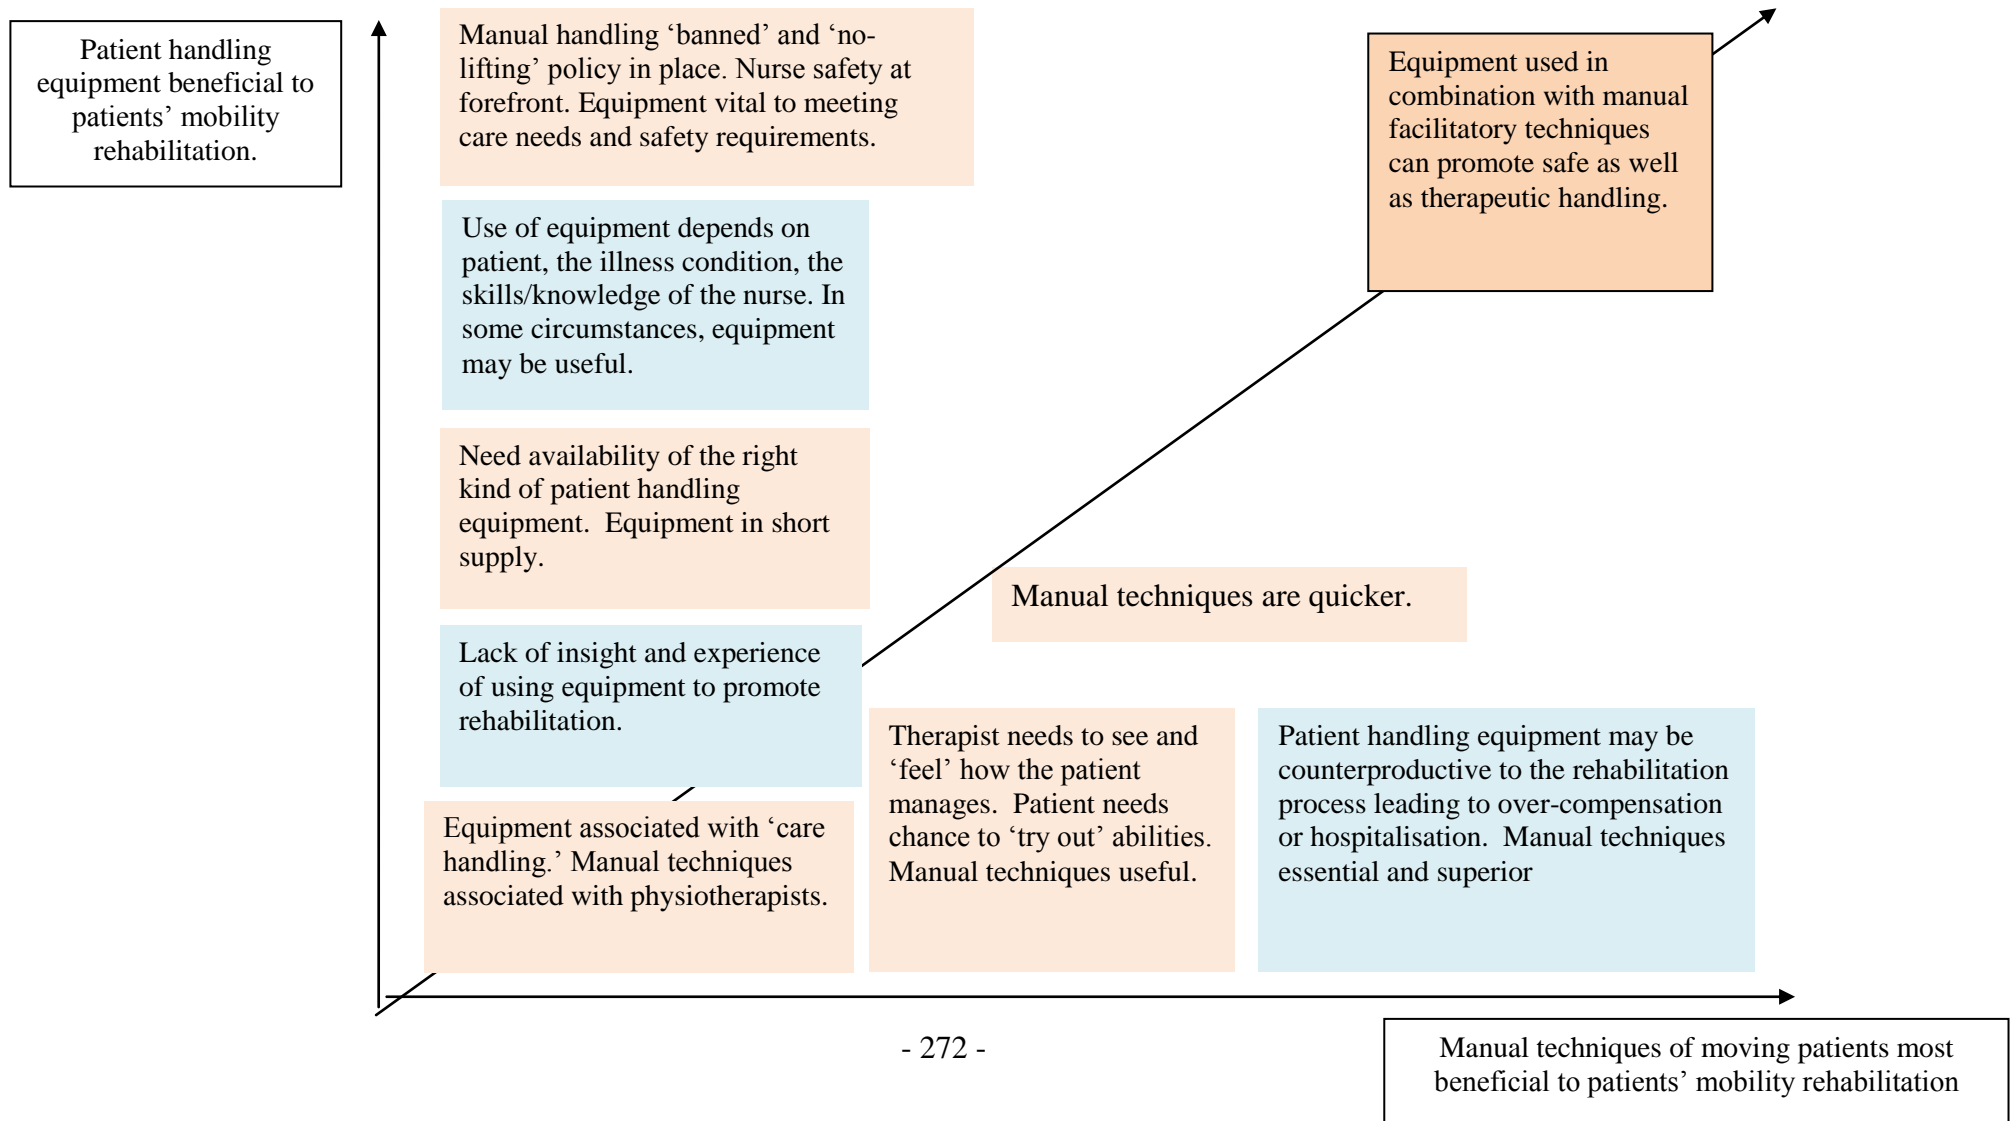 Patient handling
equipment beneficial to
patients’ mobility
rehabilitation.
Manual handling ‘banned’ and ‘no-
lifting’ policy in place. Nurse safety at
forefront. Equipment vital to meeting
care needs and safety requirements.
Equipment used in
combination with manual
facilitatory techniques
can promote safe as well
as therapeutic handling.
Use of equipment depends on
patient, the illness condition, the
skills/knowledge of the nurse. In
some circumstances, equipment
may be useful.
Need availability of the right
kind of patient handling
equipment.  Equipment in short
supply.
Manual techniques are quicker.
Lack of insight and experience
of using equipment to promote
rehabilitation.
Equipment associated with ‘care
handling.’ Manual techniques
associated with physiotherapists.
Therapist needs to see and
‘feel’ how the patient
manages.  Patient needs
chance to ‘try out’ abilities.
Manual techniques useful.
Patient handling equipment may be
counterproductive to the rehabilitation
process leading to over-compensation
or hospitalisation.  Manual techniques
essential and superior
- 272 -
Manual techniques of moving patients most
beneficial to patients’ mobility rehabilitation